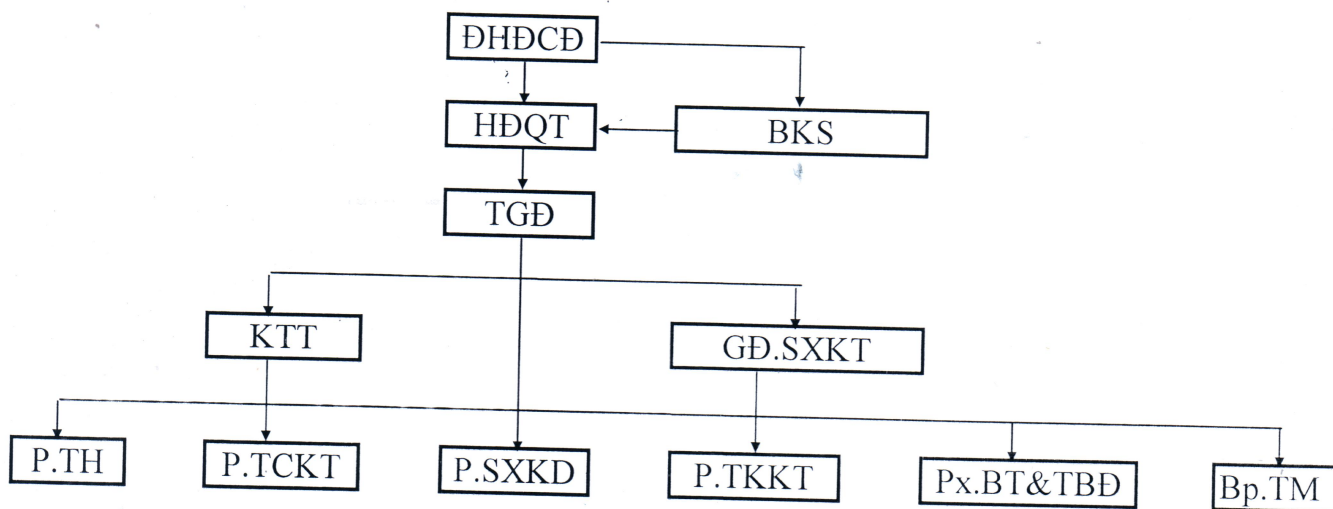 ĐHĐCĐ
HĐQT
BKS
TGĐ
KTT
GĐ.SXKT
P.TH
P.TCKT
P.SXKD
P.TKKT
Px.BT&TBĐ
Bp.TM